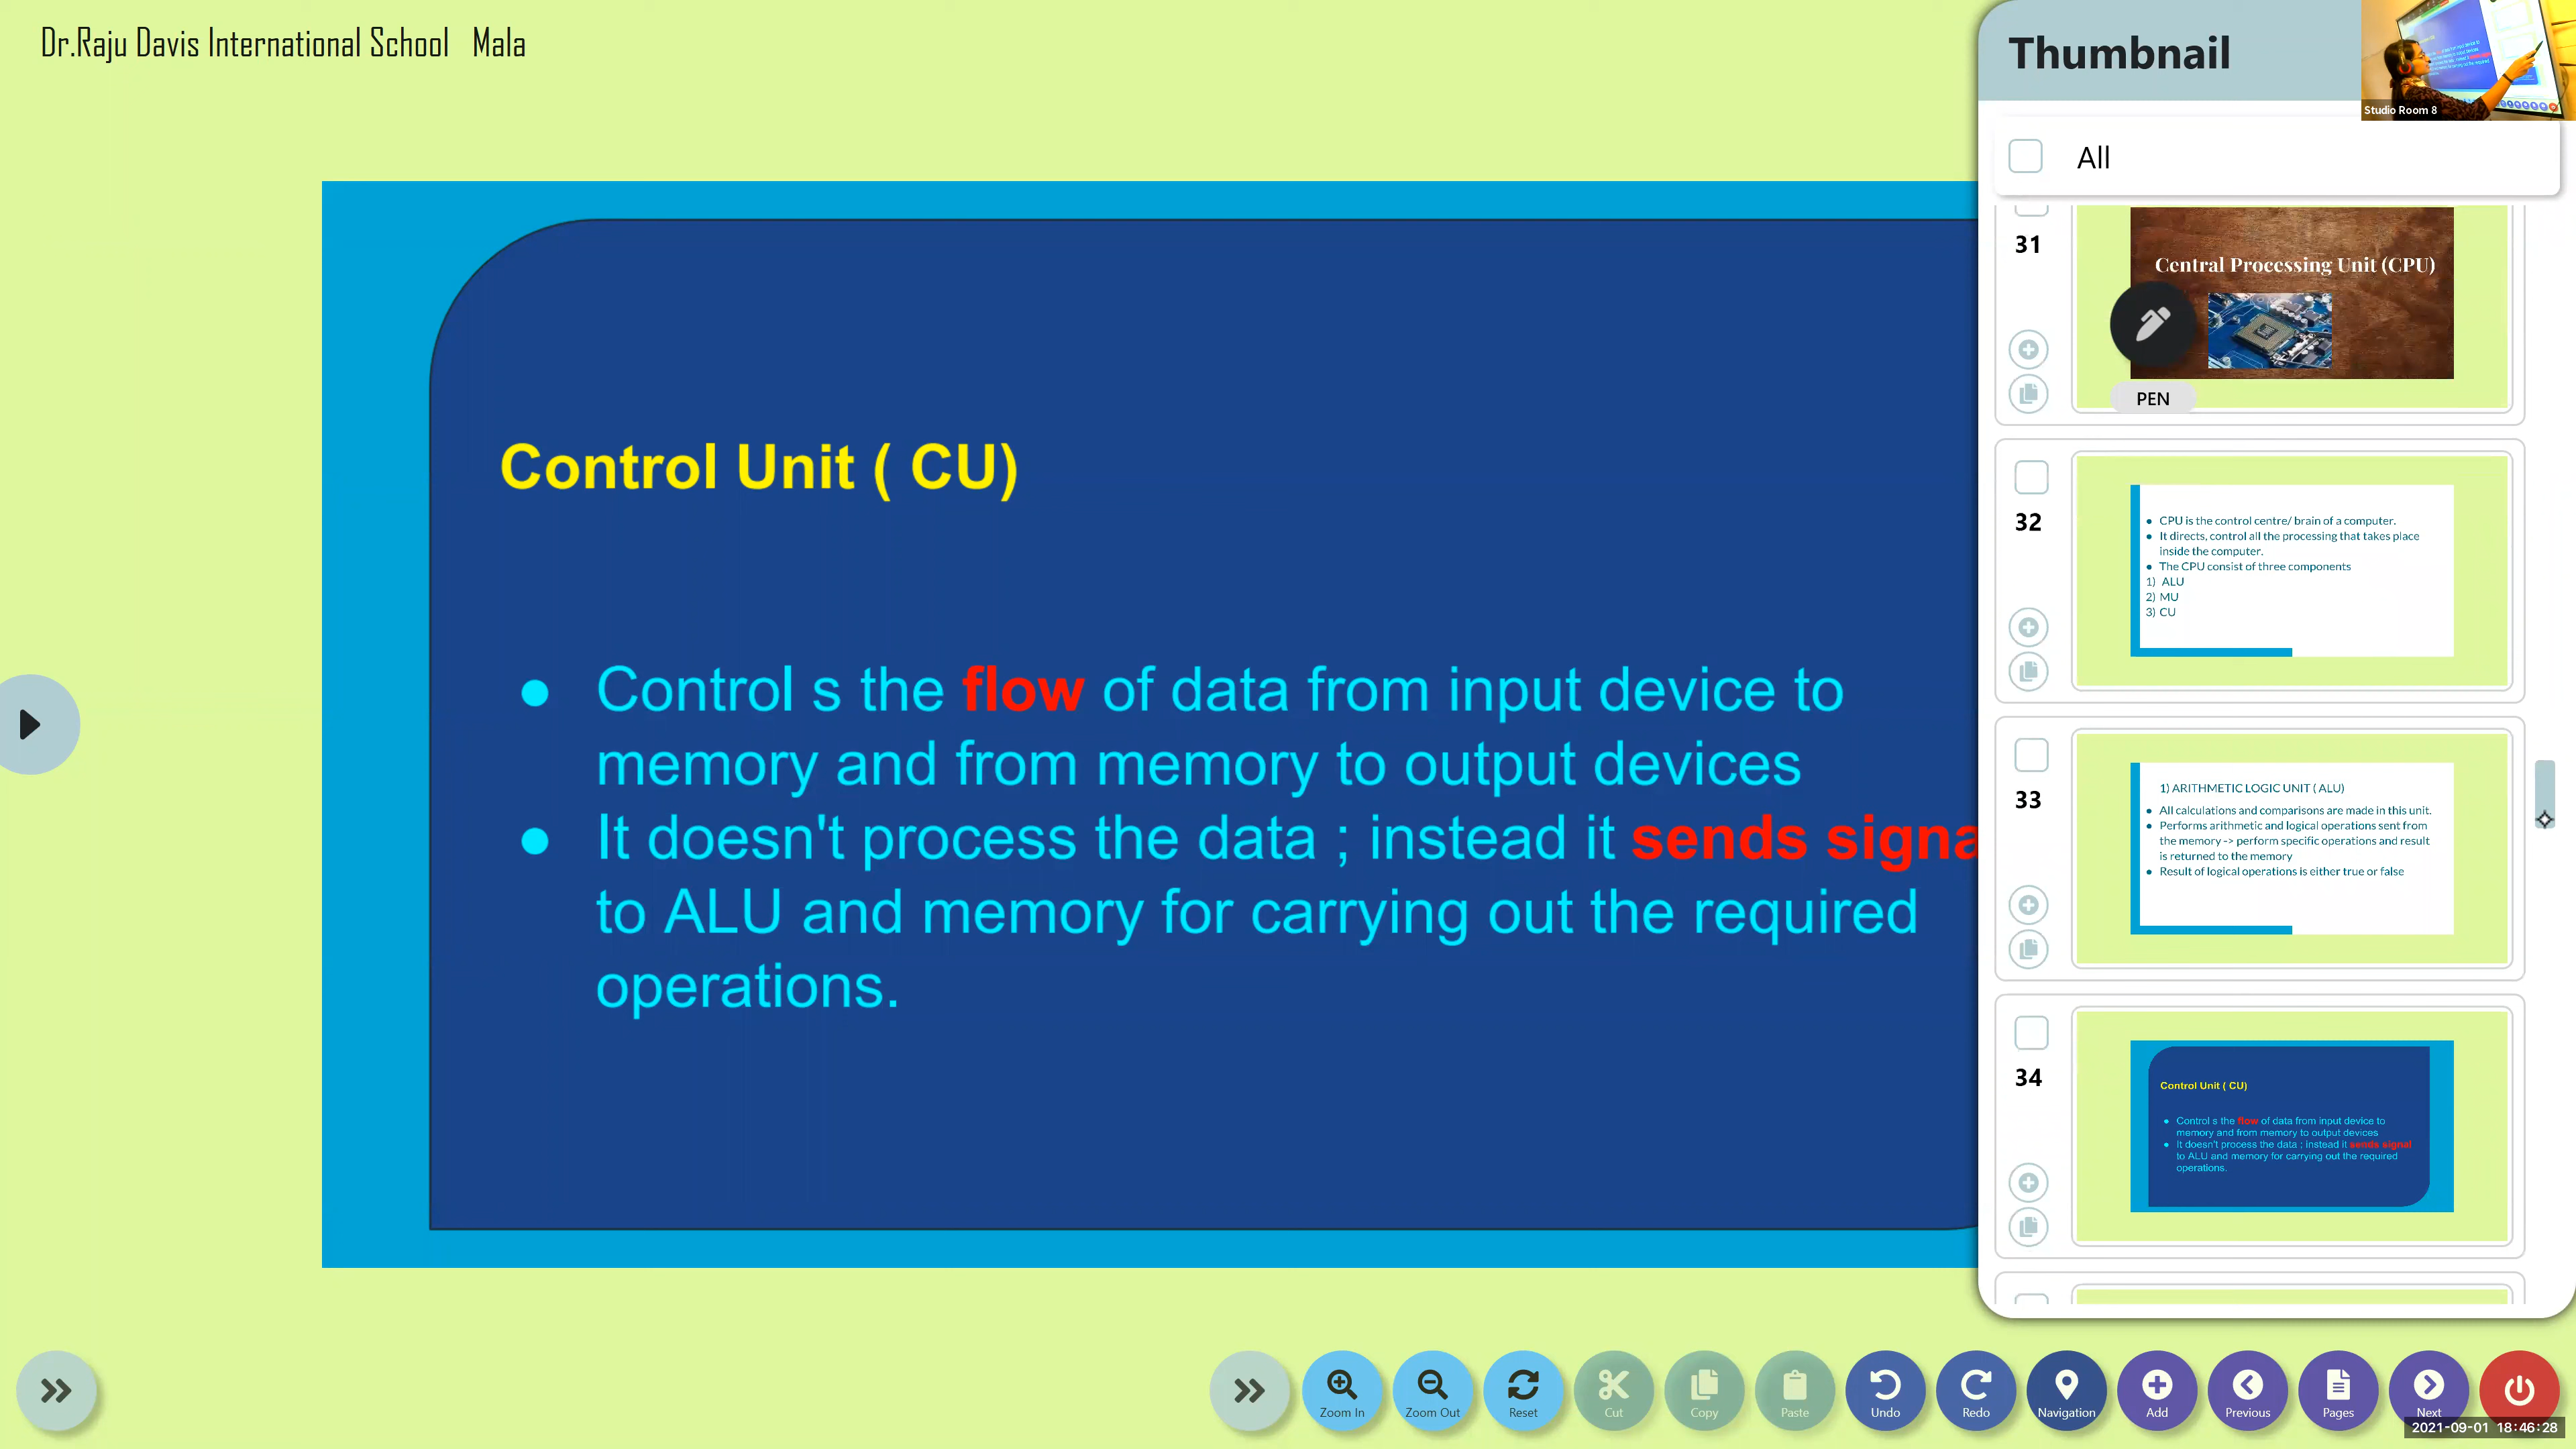 Dr.Raju Davis International School   Mala
Thumbnail
Studio Room 8
All
Control Unit ( CU)
● Control s the flow of data from input device to
memory and from memory to output devices
● It doesn't process the data ; instead it sends signa
to ALU and memory for carrying out the required
operations.
31
Central Processing Unit (CPU)
PEN
32
● CPU is the control centre/ brain of a computer.
● It directs, control all the processing that takes place
inside the computer.
● The CPU consist of three components
1) ALU
2) MU
3) CU
33
1) ARITHMETIC LOGIC UNIT ( ALU)
● All calculations and comparisons are made in this unit.
● Performs arithmetic and logical operations sent from
the memory -> perform specific operations and result
is returned to the memory
● Result of logical operations is either true or false
34
Control Unit ( CU)
● Control s the flow of data from input device to
memory and from memory to output devices
● It doesn't process the data ; instead it sends signal
to ALU and memory for carrying out the required
operations.
Zoom In
Zoom Out
Reset
Cut
Copy
Paste
Undo
Redo
Navigation
Add
Previous
Pages
Next
2021-09-01 18:46:28